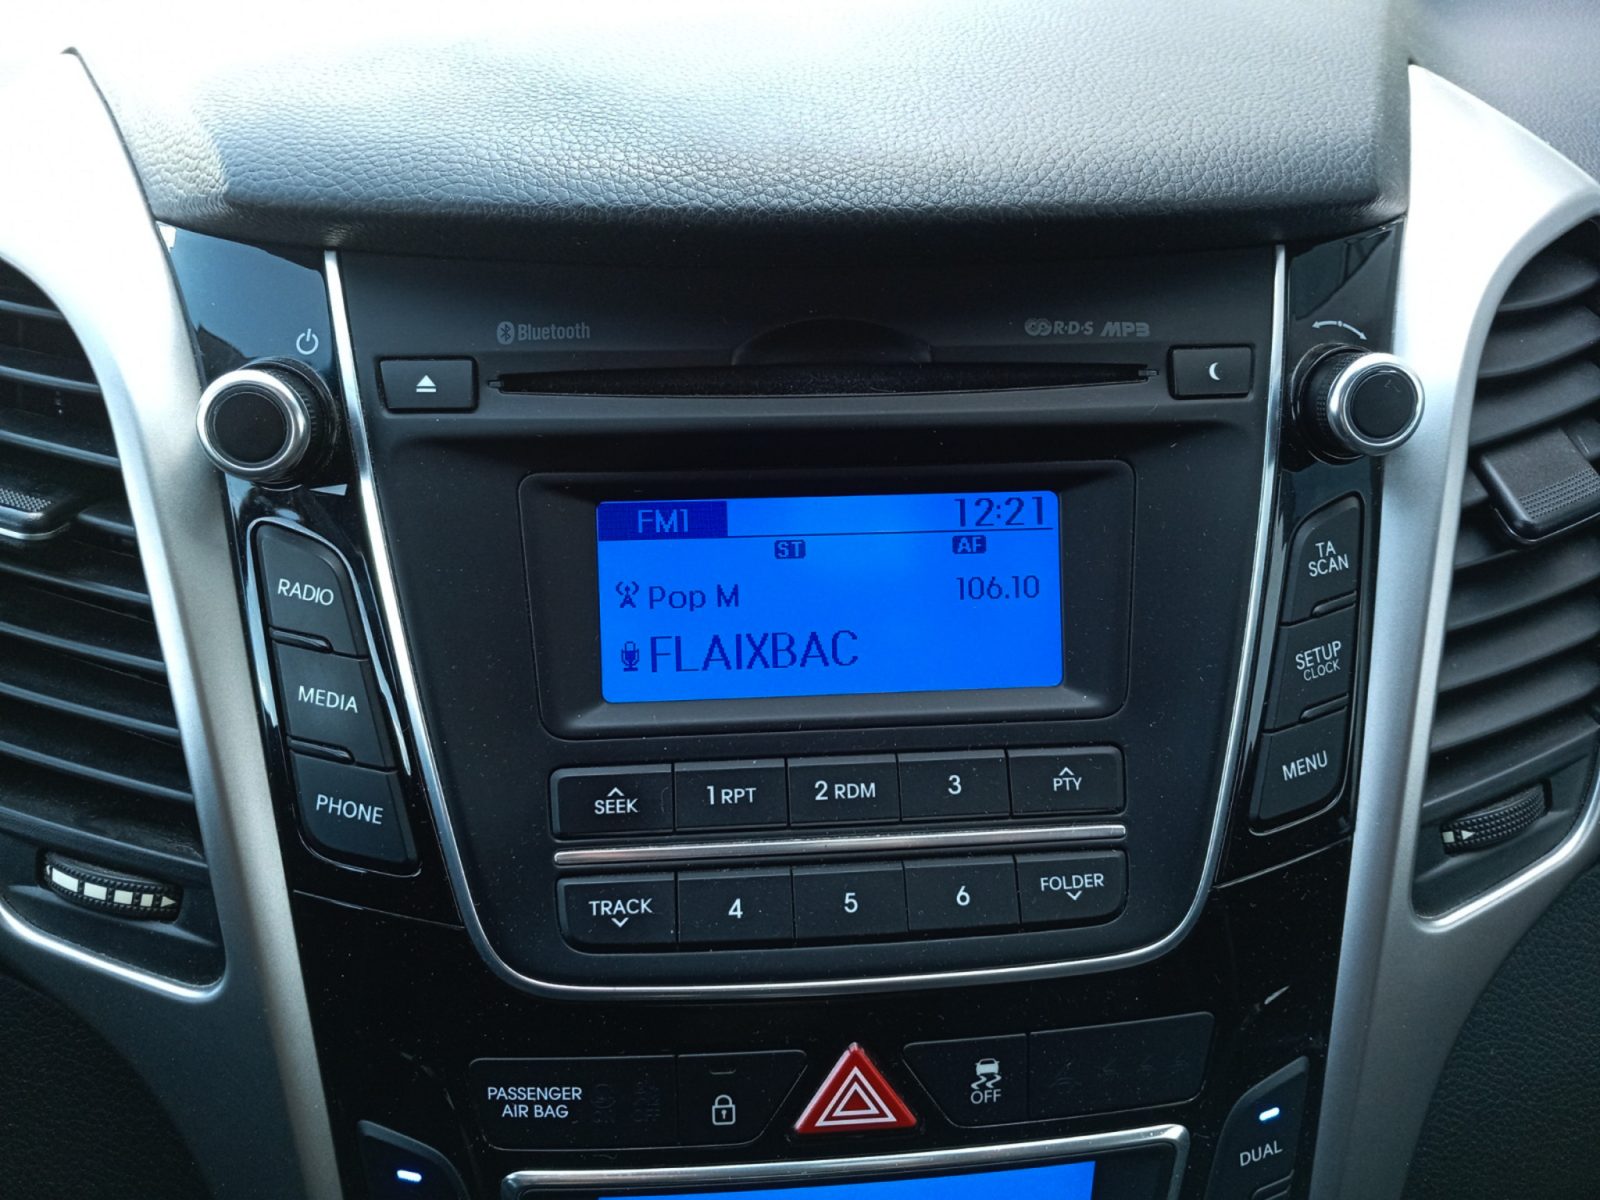 Bluetooth
R·D·S MP3
FM1 12:21
ST AF
Pop M 106.10
FLAIXBAC
RADIO
MEDIA
PHONE
TA
SCAN
SETUP
CLOCK
MENU
SEEK 1 RPT 2 RDM 3 PTY
TRACK 4 5 6 FOLDER
PASSENGER
AIR BAG
OFF
DUAL